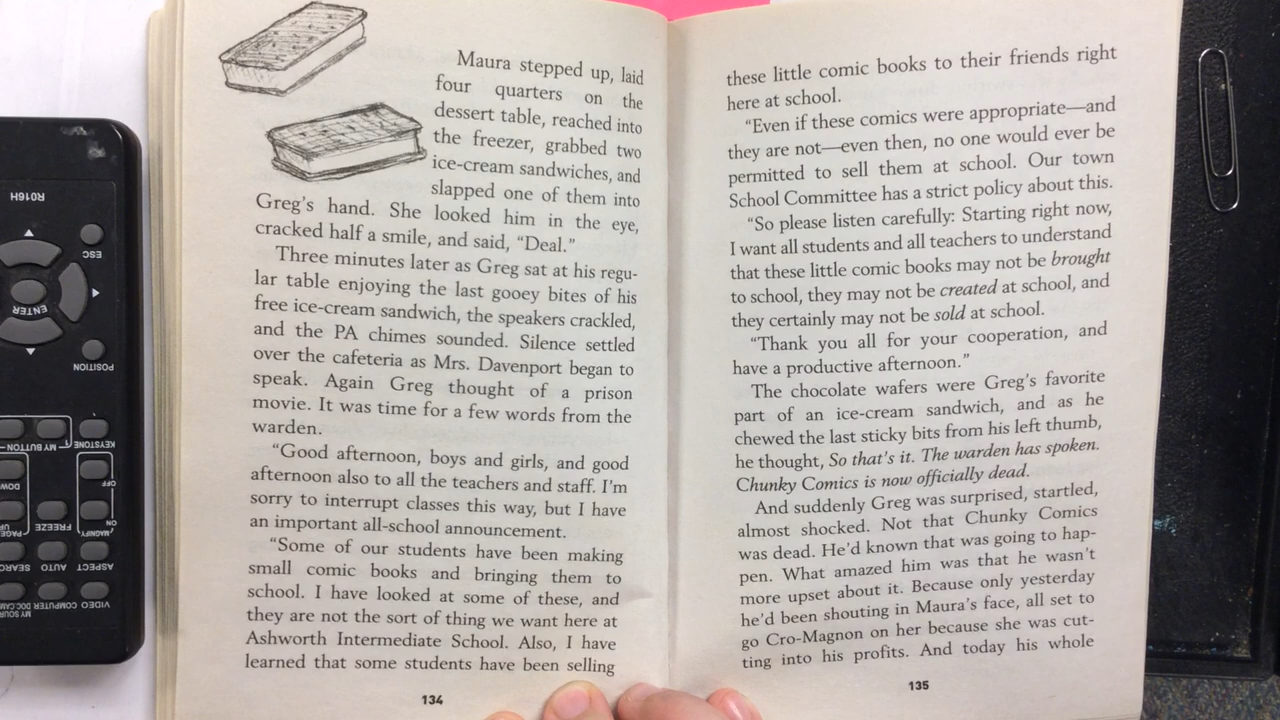 Maura stepped up, laid
four quarters on the
dessert table, reached into
the freezer, grabbed two
ice-cream sandwiches, and
slapped one of them into
Greg's hand. She looked him in the eye,
cracked half a smile, and said, “Deal.”
Three minutes later as Greg sat at his regu-
lar table enjoying the last gooey bites of his
free ice-cream sandwich, the speakers crackled,
and the PA chimes sounded. Silence settled
over the cafeteria as Mrs. Davenport began to
speak. Again Greg thought of a prison
movie. It was time for a few words from the
warden.
“Good afternoon, boys and girls, and good
afternoon also to all the teachers and staff. I'm
sorry to interrupt classes this way, but I have
an important all-school announcement.
“Some of our students have been making
small comic books and bringing them to
school. I have looked at some of these, and
they are not the sort of thing we want here at
Ashworth Intermediate School. Also, I have
learned that some students have been selling
134
these little comic books to their friends right
here at school.
“Even if these comics were appropriate—and
they are not—even then, no one would ever be
permitted to sell them at school. Our town
School Committee has a strict policy about this.
“So please listen carefully: Starting right now,
I want all students and all teachers to understand
that these little comic books may not be brought
to school, they may not be created at school, and
they certainly may not be sold at school.
“Thank you all for your cooperation, and
have a productive afternoon.”
The chocolate wafers were Greg's favorite
part of an ice-cream sandwich, and as he
chewed the last sticky bits from his left thumb,
he thought, So that's it. The warden has spoken.
Chunky Comics is now officially dead.
And suddenly Greg was surprised, startled,
almost shocked. Not that Chunky Comics
was dead. He'd known that was going to hap-
pen. What amazed him was that he wasn't
more upset about it. Because only yesterday
he'd been shouting in Maura's face, all set to
go Cro-Magnon on her because she was cut-
ting into his profits. And today his whole
135
R016H
ESC
ENTER
POSITION
KEYSTONE
MY BUTTON
OFF
ON
MAGNIFY
FREEZE
ASPECT
AUTO
VIDEO
COMPUTER
DOC.CAM